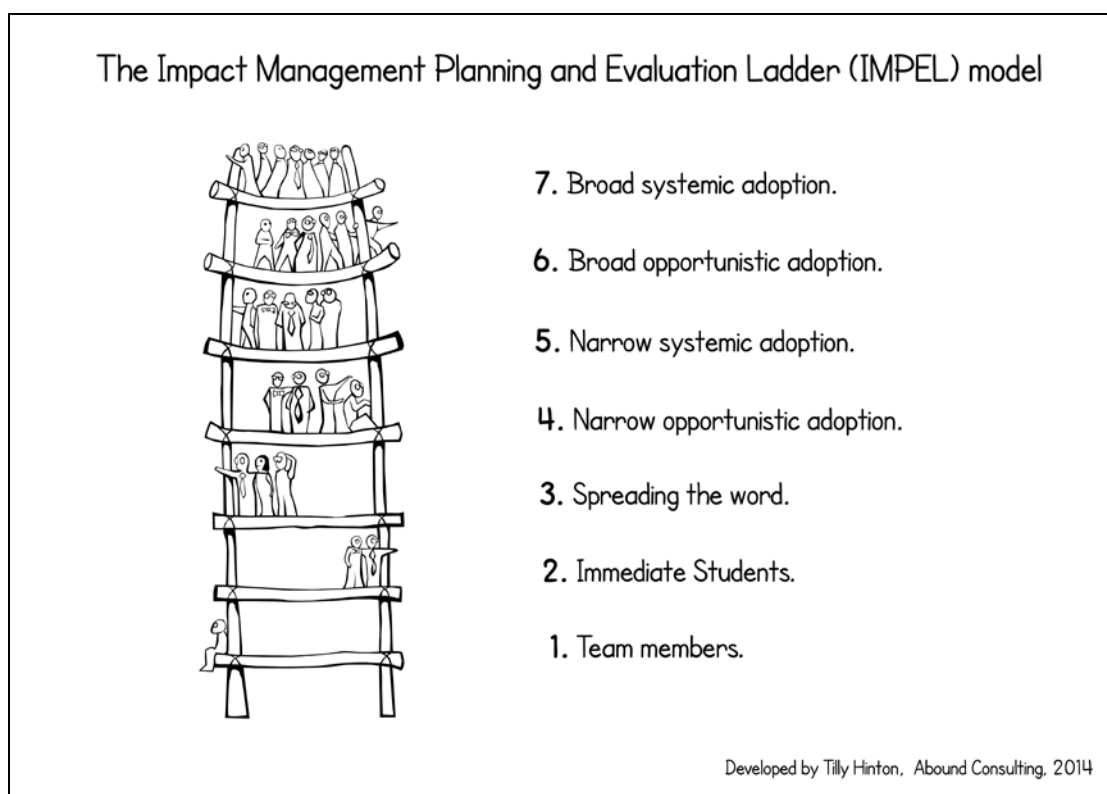 The Impact Management Planning and Evaluation Ladder (IMPEL) model
7. Broad systemic adoption.
6. Broad opportunistic adoption.
5. Narrow systemic adoption.
4. Narrow opportunistic adoption.
3. Spreading the word.
2. Immediate Students.
1. Team members.
Developed by Tilly Hinton, Abound Consulting, 2014